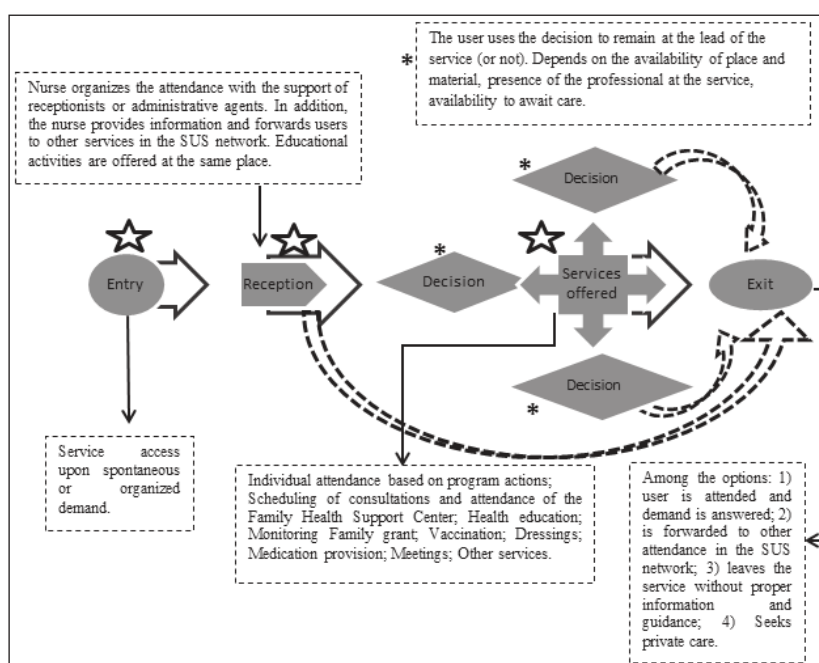 The user uses the decision to remain at the lead of the
* service (or not). Depends on the availability of place and
material, presence of the professional at the service,
availability to await care.
Nurse organizes the attendance with the support of
receptionists or administrative agents. In addition,
the nurse provides information and forwards users
to other services in the SUS network. Educational
activities are offered at the same place.
*
Decision
Entry
Reception
*
Decision
Services
offered
Exit
*
Decision
Service access
upon spontaneous
or organized
demand.
Individual attendance based on program actions;
Scheduling of consultations and attendance of the
Family Health Support Center; Health education;
Monitoring Family grant; Vaccination; Dressings;
Medication provision; Meetings; Other services.
Among the options: 1)
user is attended and
demand is answered; 2)
is forwarded to other
attendance in the SUS
network; 3) leaves the
service without proper
information and
guidance; 4) Seeks
private care.